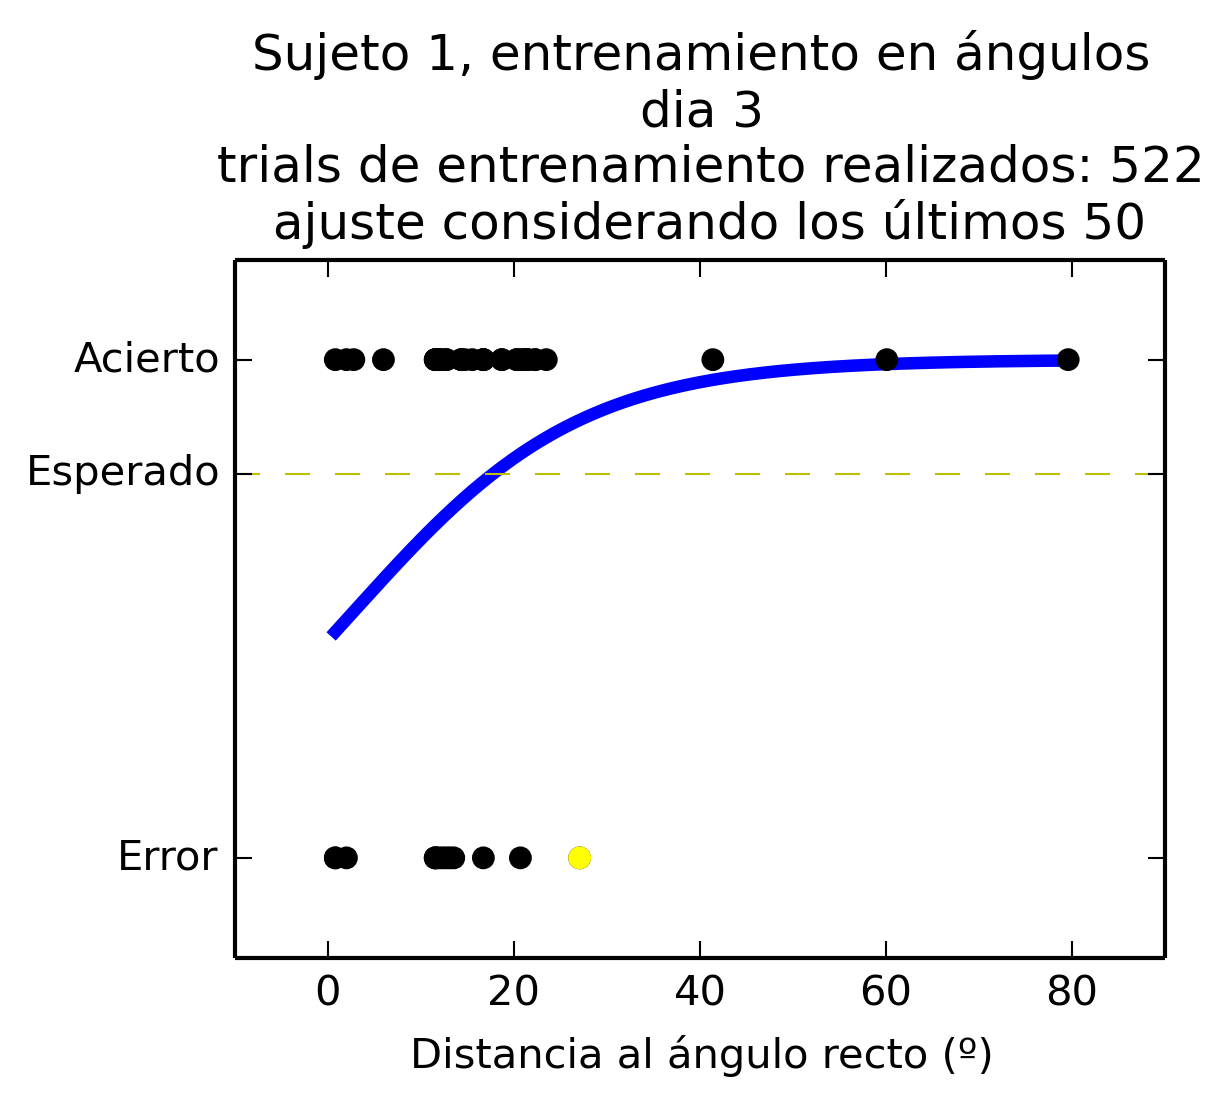 Sujeto 1, entrenamiento en ángulos
dia 3
trials de entrenamiento realizados: 522
ajuste considerando los últimos 50
Acierto
Esperado
Error
0 20 40 60 80
Distancia al ángulo recto (º)